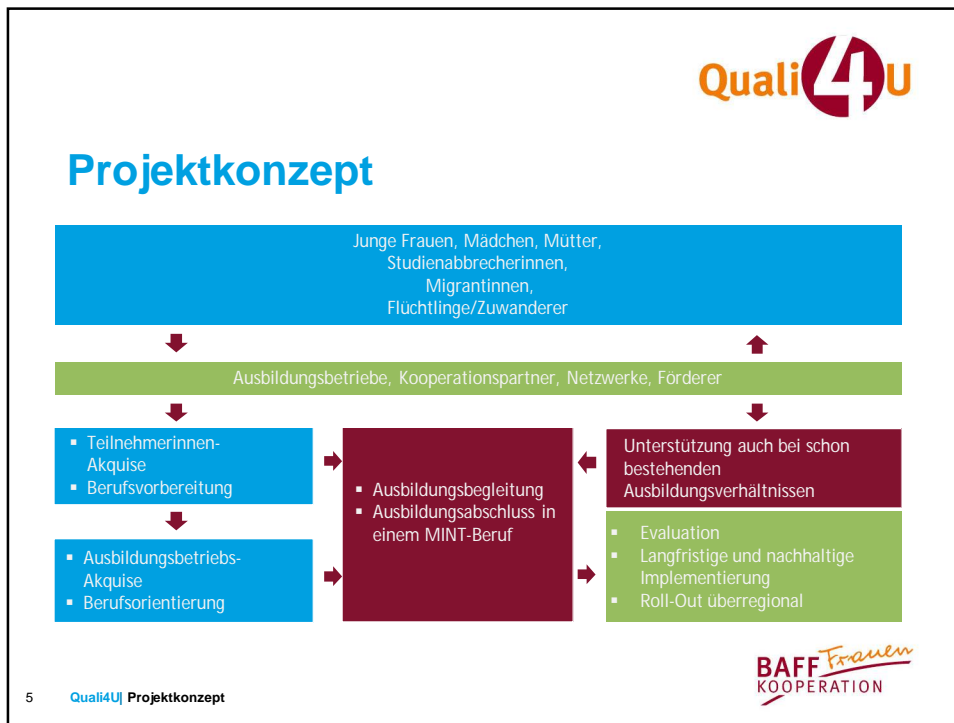 Quali4U
Projektkonzept
Junge Frauen, Mädchen, Mütter,
Studienabbrecherinnen,
Migrantinnen,
Flüchtlinge/Zuwanderer
Ausbildungsbetriebe, Kooperationspartner, Netzwerke, Förderer
▪ Teilnehmerinnen-
Akquise
▪ Berufsvorbereitung
▪ Ausbildungsbetriebs-
Akquise
▪ Berufsorientierung
▪ Ausbildungsbegleitung
▪ Ausbildungsabschluss in
einem MINT-Beruf
Unterstützung auch bei schon
bestehenden
Ausbildungsverhältnissen
▪ Evaluation
▪ Langfristige und nachhaltige
Implementierung
▪ Roll-Out überregional
BAFF Frauen
KOOPERATION
5 Quali4U| Projektkonzept